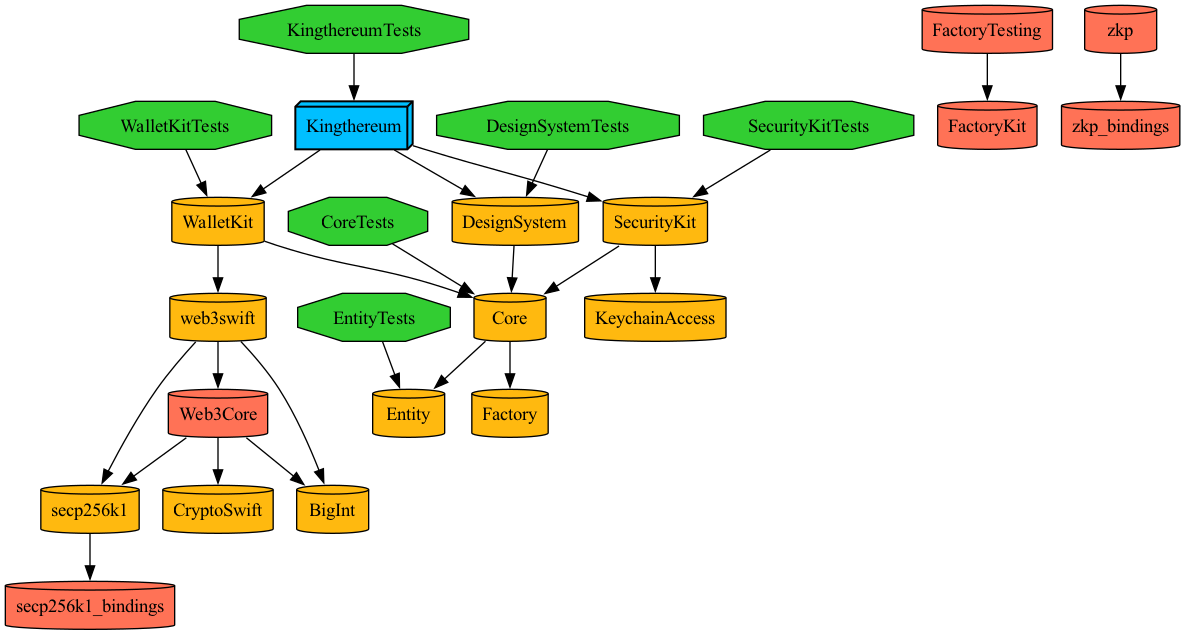 KingthereumTests
FactoryTesting
zkp
WalletKitTests
Kingthereum
DesignSystemTests
SecurityKitTests
FactoryKit
zkp_bindings
WalletKit
CoreTests
DesignSystem
SecurityKit
web3swift
EntityTests
Core
KeychainAccess
Web3Core
Entity
Factory
secp256k1
CryptoSwift
BigInt
secp256k1_bindings